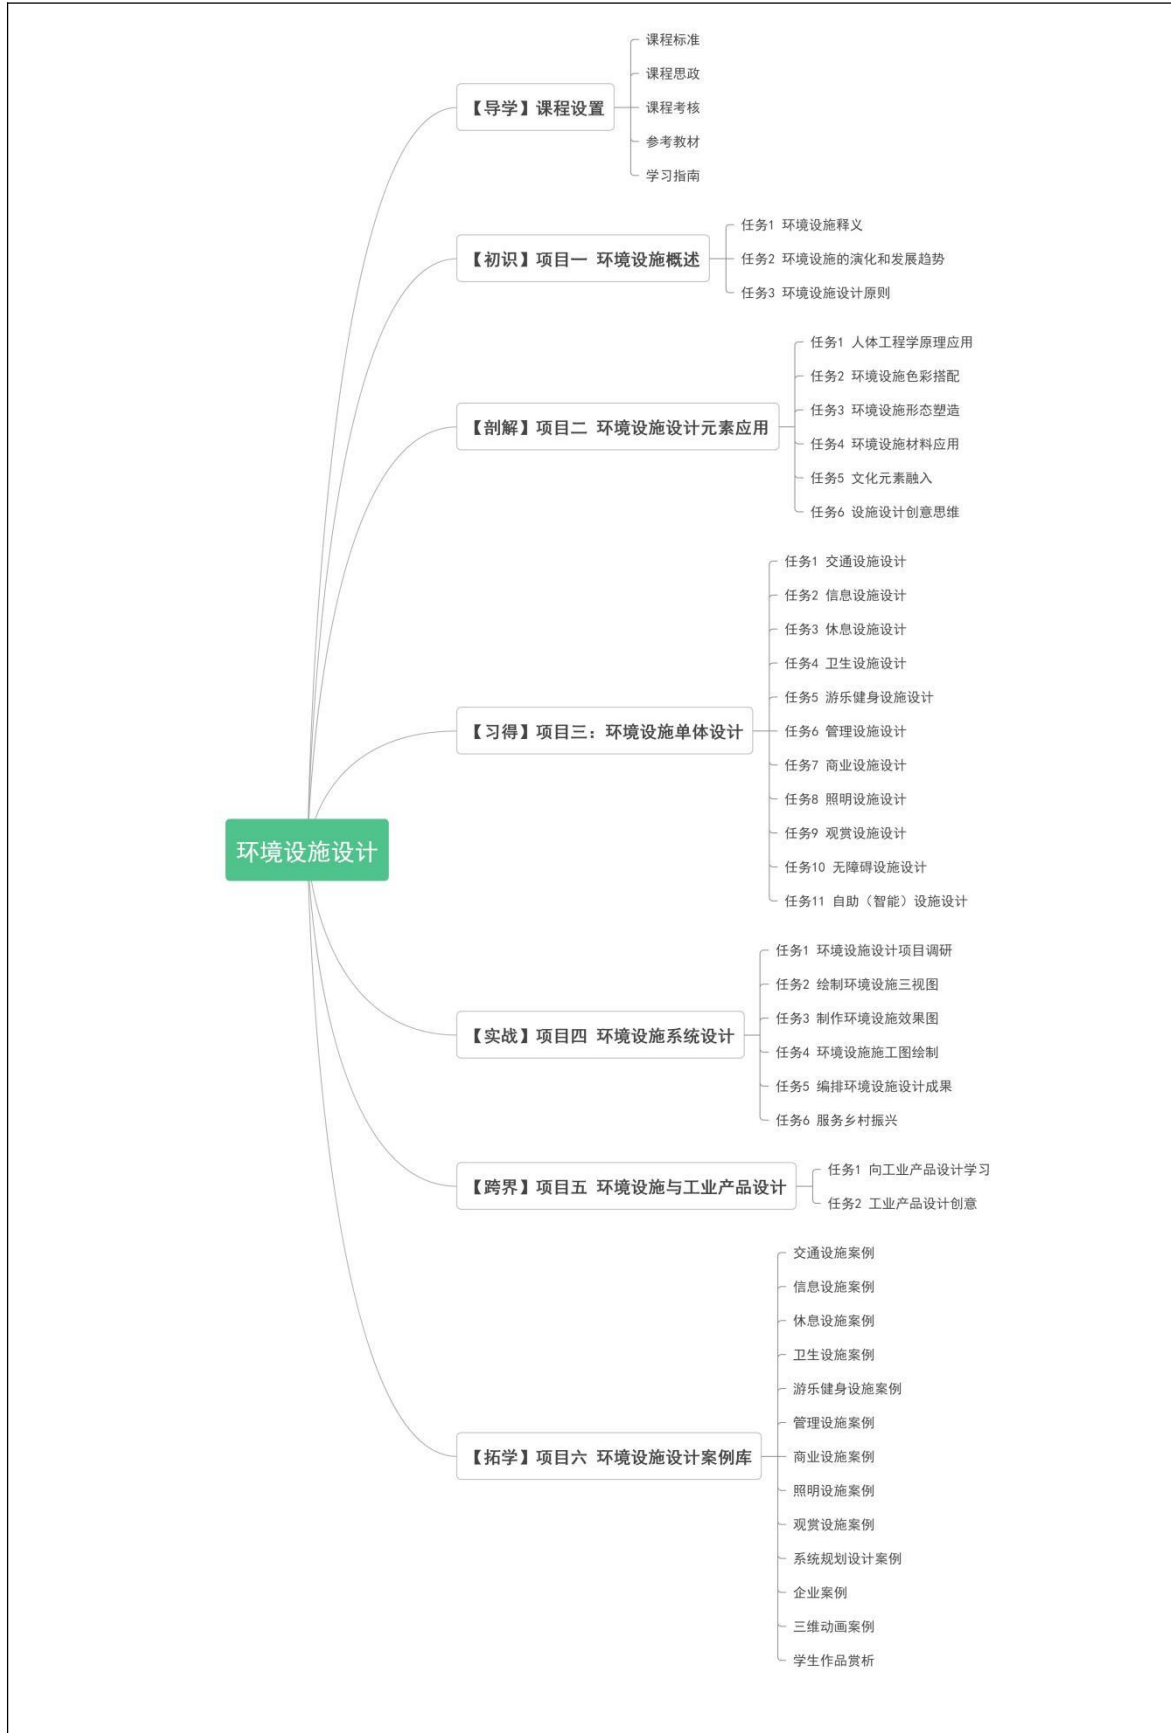 环境设施设计
【导学】课程设置
课程标准
课程思政
课程考核
参考教材
学习指南
【初识】项目一 环境设施概述
任务1 环境设施释义
任务2 环境设施的演化和发展趋势
任务3 环境设施设计原则
【剖解】项目二 环境设施设计元素应用
任务1 人体工程学原理应用
任务2 环境设施色彩搭配
任务3 环境设施形态塑造
任务4 环境设施材料应用
任务5 文化元素融入
任务6 设施设计创意思维
【习得】项目三：环境设施单体设计
任务1 交通设施设计
任务2 信息设施设计
任务3 休息设施设计
任务4 卫生设施设计
任务5 游乐健身设施设计
任务6 管理设施设计
任务7 商业设施设计
任务8 照明设施设计
任务9 观赏设施设计
任务10 无障碍设施设计
任务11 自助（智能）设施设计
【实战】项目四 环境设施系统设计
任务1 环境设施设计项目调研
任务2 绘制环境设施三视图
任务3 制作环境设施效果图
任务4 环境设施施工图绘制
任务5 编排环境设施设计成果
任务6 服务乡村振兴
【跨界】项目五 环境设施与工业产品设计
任务1 向工业产品设计学习
任务2 工业产品设计创意
【拓学】项目六 环境设施设计案例库
交通设施案例
信息设施案例
休息设施案例
卫生设施案例
游乐健身设施案例
管理设施案例
商业设施案例
照明设施案例
观赏设施案例
系统规划设计案例
企业案例
三维动画案例
学生作品赏析